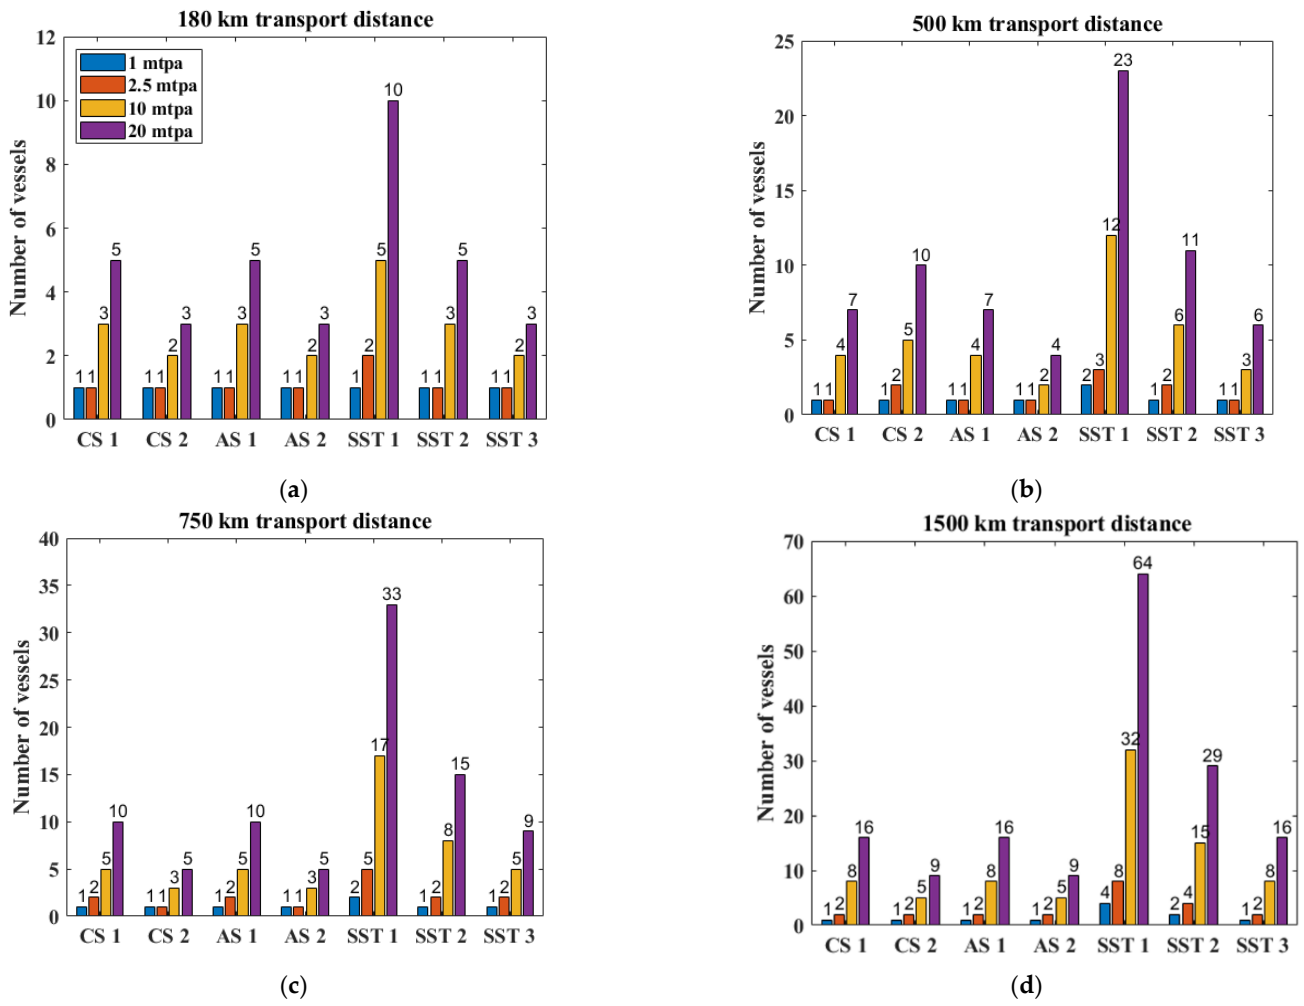 180 km transport distance
Number of vessels
12
10
8
6
4
2
0
1 mtpa
2.5 mtpa
10 mtpa
20 mtpa
1 1 3 5
1 1 2 3
1 1 3 5
1 1 2 3
1 2 5 10
1 1 3 5
1 1 2 3
CS 1 CS 2 AS 1 AS 2 SST 1 SST 2 SST 3
(a)
500 km transport distance
Number of vessels
25
20
15
10
5
0
1 1 4 7
1 2 5 10
1 1 4 7
1 1 2 4
2 3 12 23
1 2 6 11
1 1 3 6
CS 1 CS 2 AS 1 AS 2 SST 1 SST 2 SST 3
(b)
750 km transport distance
Number of vessels
40
35
30
25
20
15
10
5
0
1 2 5 10
1 1 3 5
1 2 5 10
1 1 3 5
2 5 17 33
1 2 8 15
1 2 5 9
CS 1 CS 2 AS 1 AS 2 SST 1 SST 2 SST 3
(c)
1500 km transport distance
Number of vessels
70
60
50
40
30
20
10
0
1 2 8 16
1 2 5 9
1 2 8 16
1 2 5 9
4 8 32 64
2 4 15 29
1 2 8 16
CS 1 CS 2 AS 1 AS 2 SST 1 SST 2 SST 3
(d)